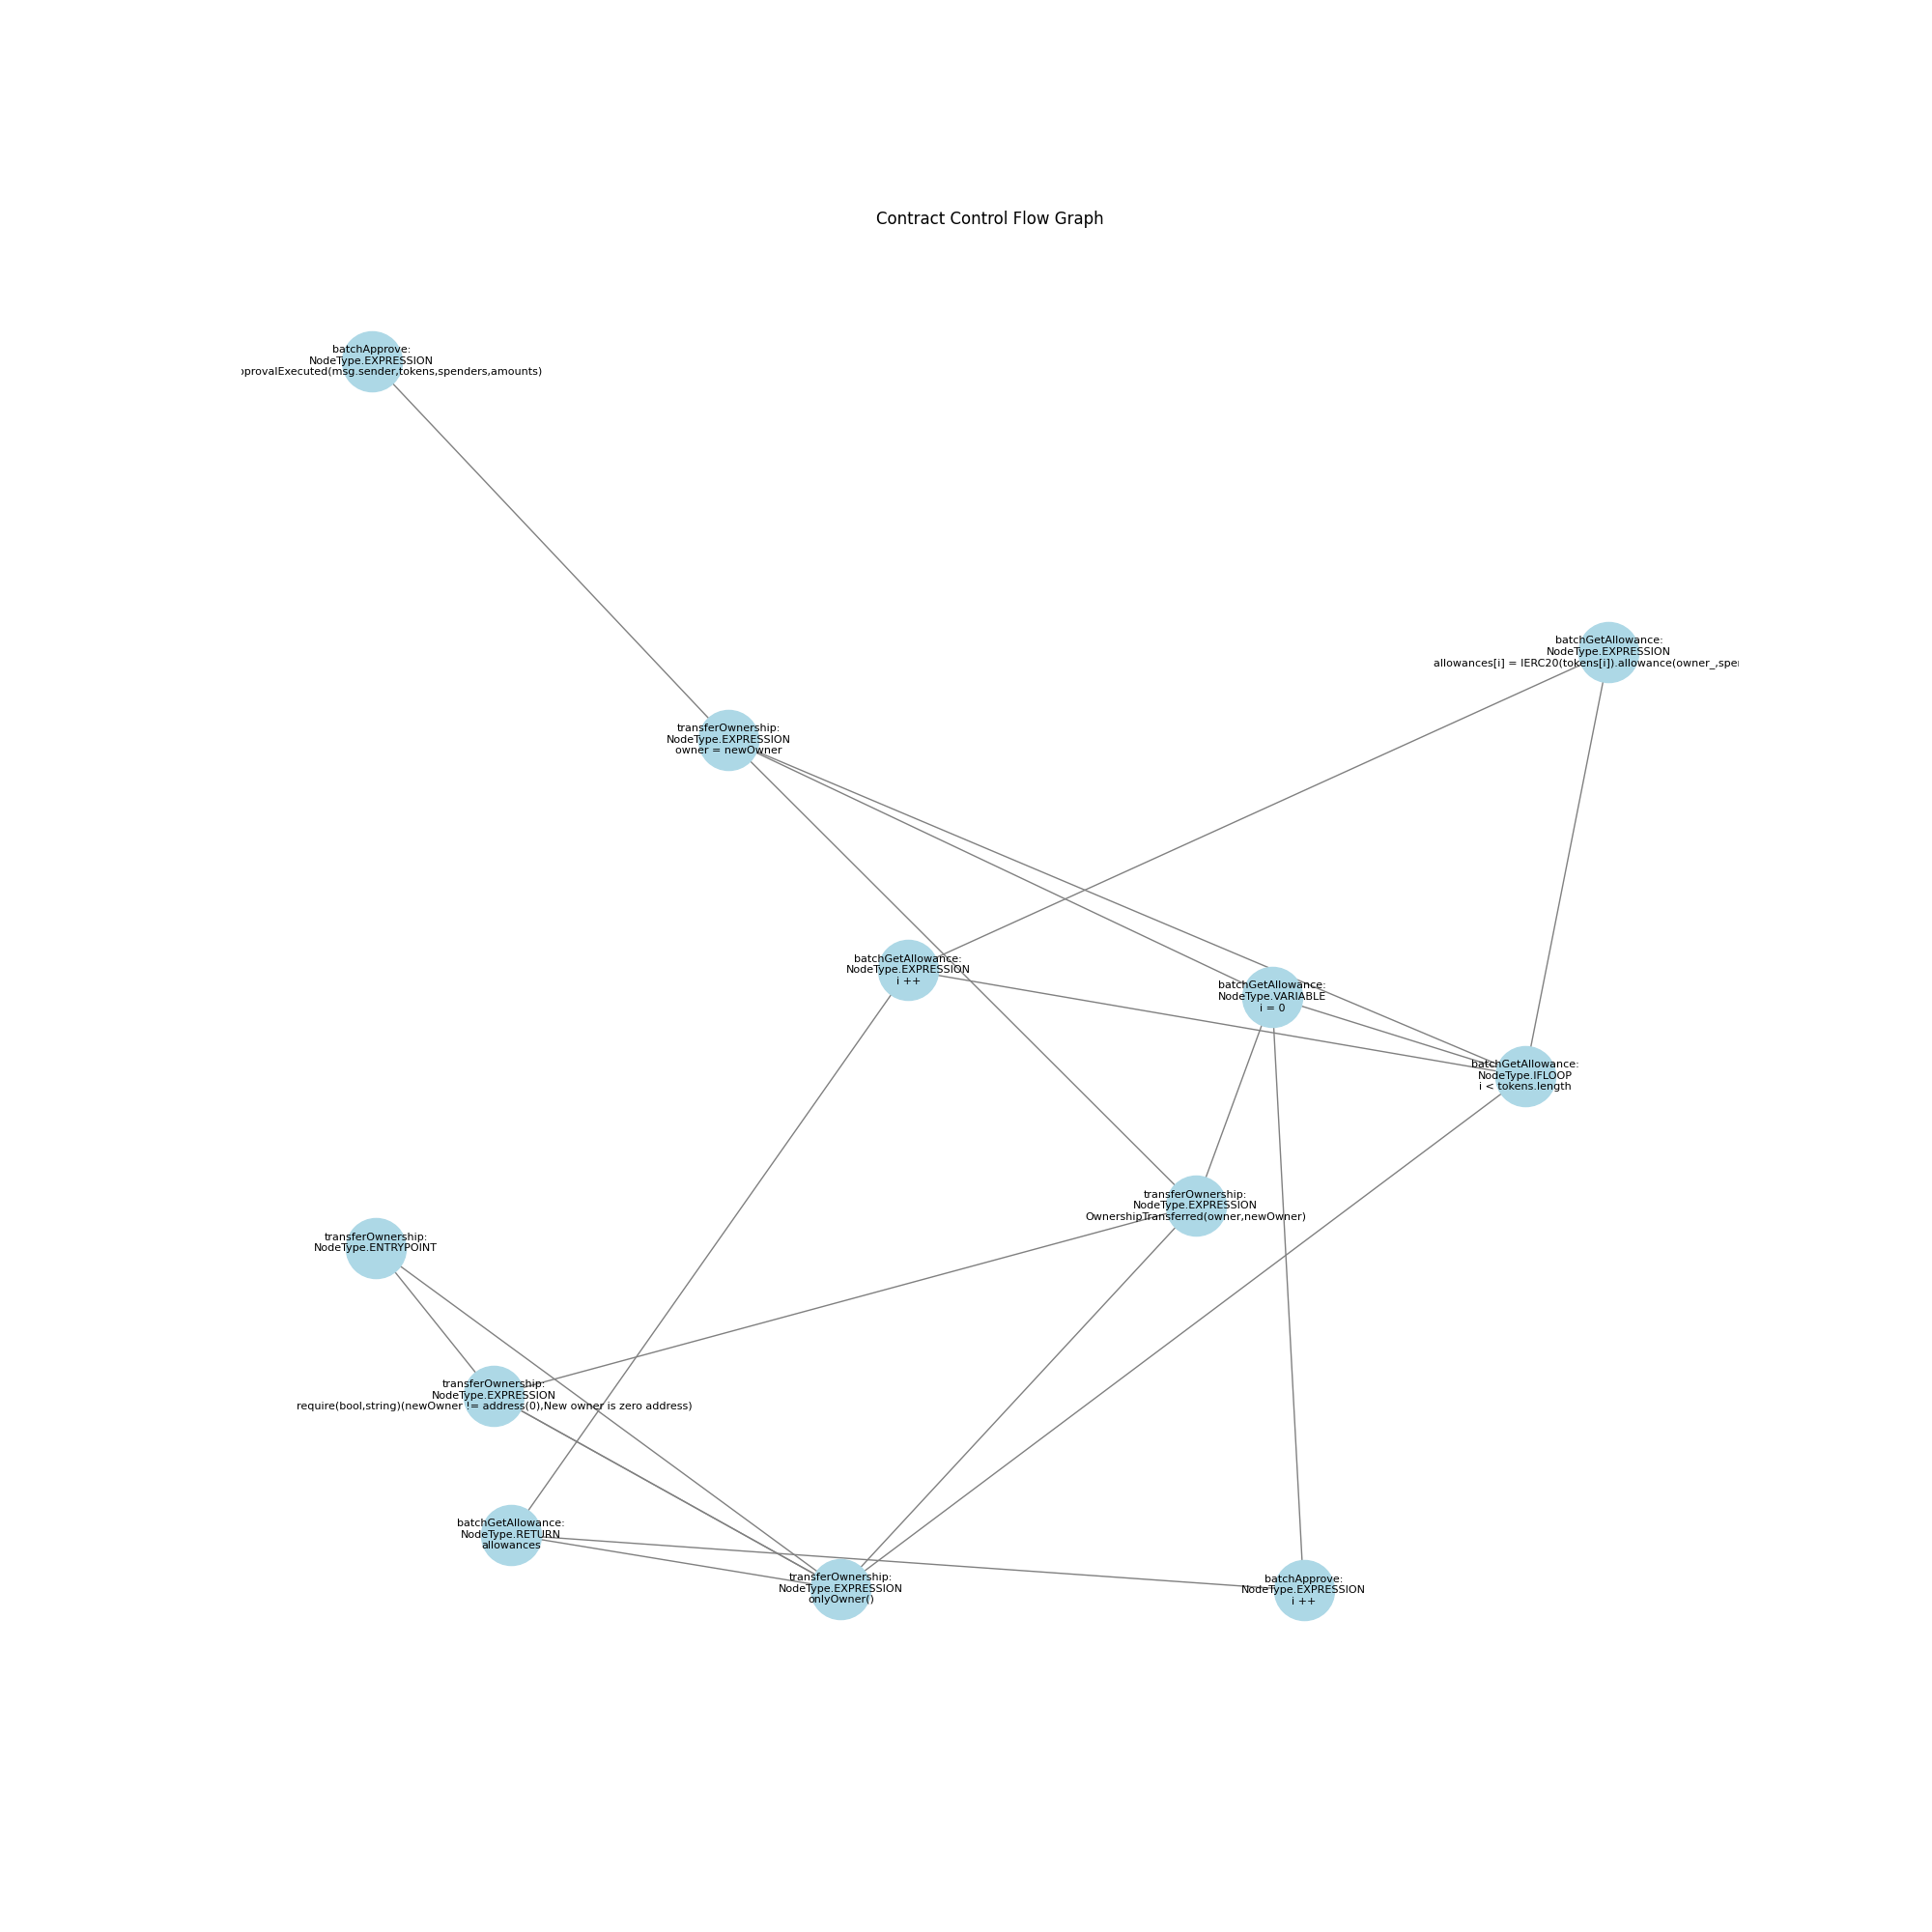 Contract Control Flow Graph
batchApprove:
NodeType.EXPRESSION
provalExecuted(msg.sender,tokens,spenders,amounts)
batchGetAllowance:
NodeType.EXPRESSION
allowances[i] = IERC20(tokens[i]).allowance(owner_,spe
transferOwnership:
NodeType.EXPRESSION
owner = newOwner
batchGetAllowance:
NodeType.EXPRESSION
i ++
batchGetAllowance:
NodeType.VARIABLE
i = 0
batchGetAllowance:
NodeType.IFLOOP
i < tokens.length
transferOwnership:
NodeType.EXPRESSION
OwnershipTransferred(owner,newOwner)
transferOwnership:
NodeType.ENTRYPOINT
transferOwnership:
NodeType.EXPRESSION
require(bool,string)(newOwner != address(0),New owner is zero address)
batchGetAllowance:
NodeType.RETURN
allowances
transferOwnership:
NodeType.EXPRESSION
onlyOwner()
batchApprove:
NodeType.EXPRESSION
i ++